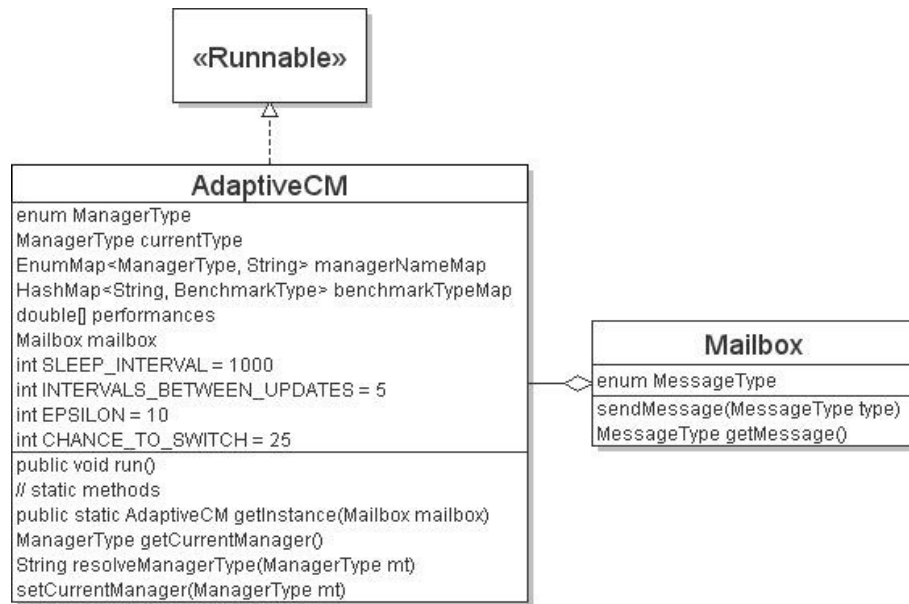 «Runnable»
AdaptiveCM
enum ManagerType
ManagerType currentType
EnumMap<ManagerType, String> managerNameMap
HashMap<String, BenchmarkType> benchmarkTypeMap
double[] performances
Mailbox mailbox
int SLEEP_INTERVAL = 1000
int INTERVALS_BETWEEN_UPDATES = 5
int EPSILON = 10
int CHANCE_TO_SWITCH = 25
public void run()
// static methods
public static AdaptiveCM getInstance(Mailbox mailbox)
ManagerType getCurrentManager()
String resolveManagerType(ManagerType mt)
setCurrentManager(ManagerType mt)
Mailbox
enum MessageType
sendMessage(MessageType type)
MessageType getMessage()